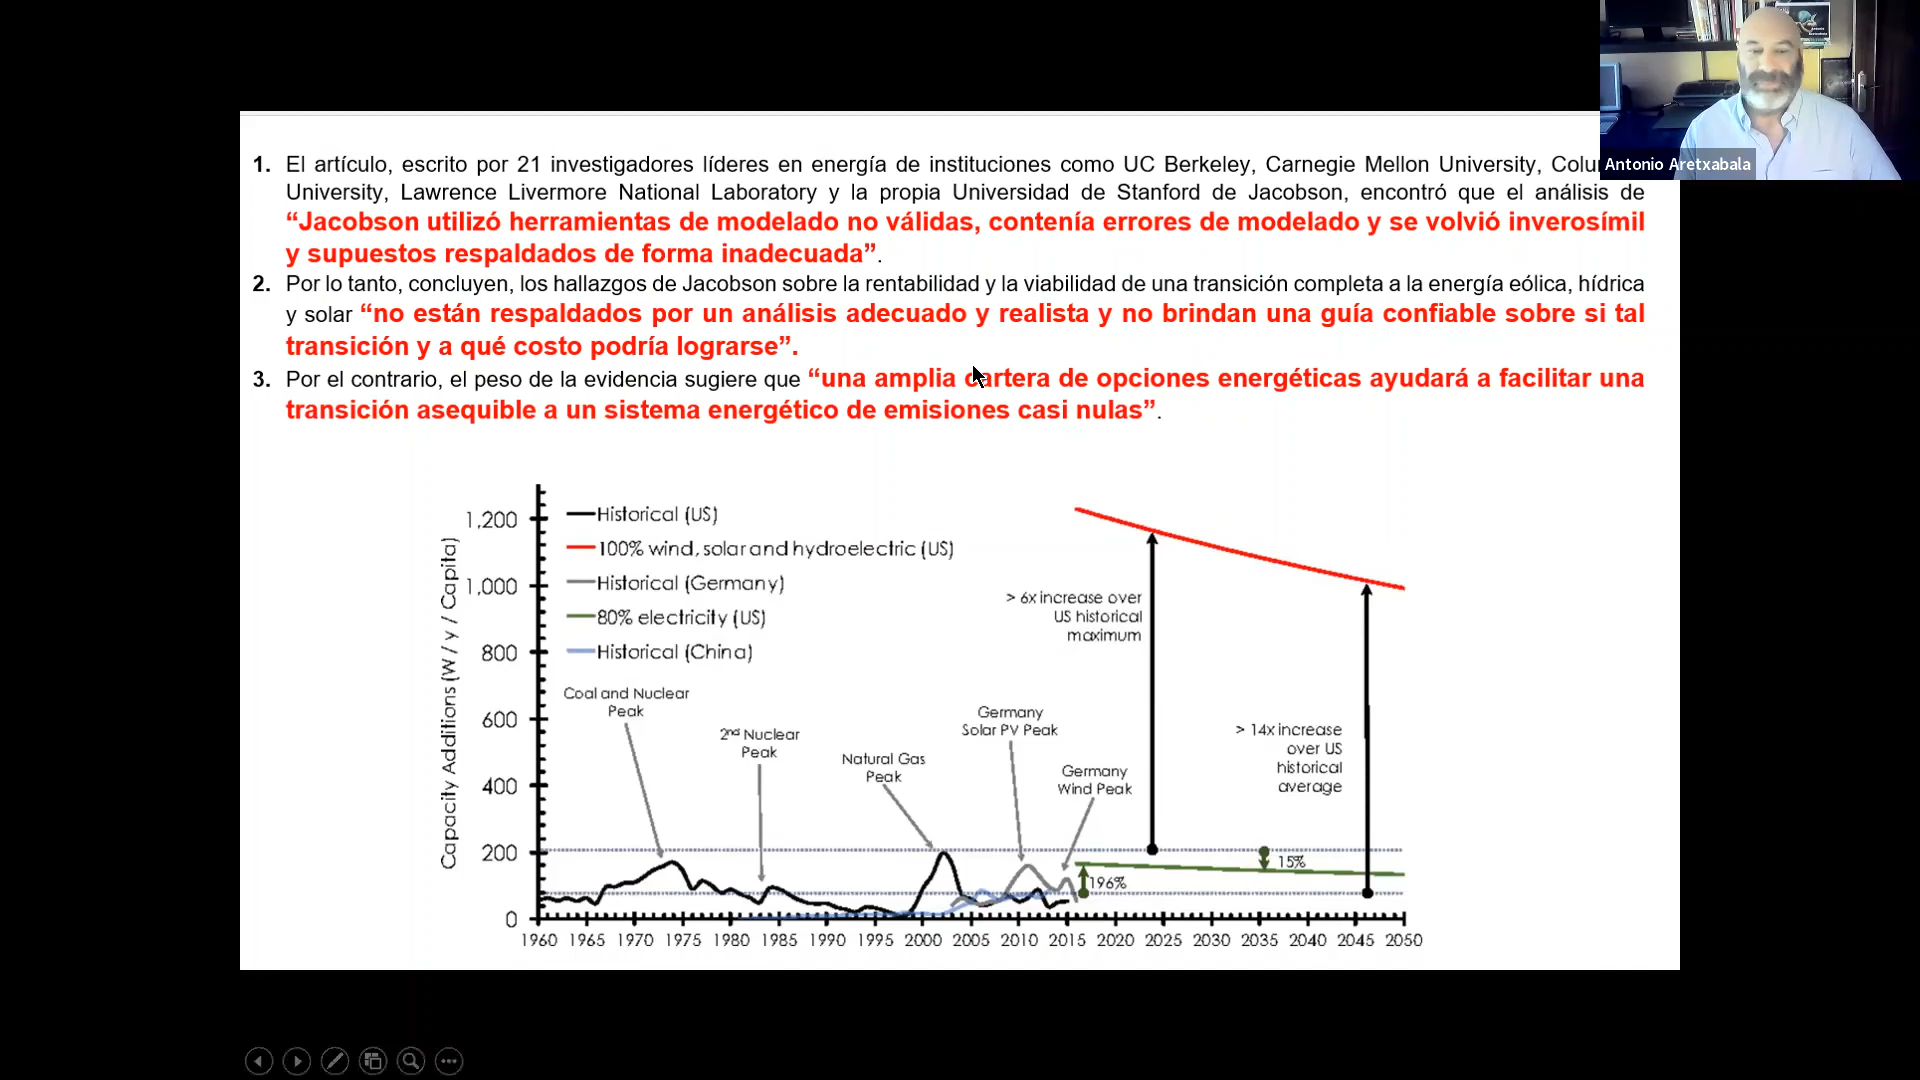 1. El artículo, escrito por 21 investigadores líderes en energía de instituciones como UC Berkeley, Carnegie Mellon University,
University, Lawrence Livermore National Laboratory y la propia Universidad de Stanford de Jacobson, encontró que el análisis de
“Jacobson utilizó herramientas de modelado no válidas, contenía errores de modelado y se volvió inverosímil
y supuestos respaldados de forma inadecuada”.
2. Por lo tanto, concluyen, los hallazgos de Jacobson sobre la rentabilidad y la viabilidad de una transición completa a la energía eólica, hídrica
y solar “no están respaldados por un análisis adecuado y realista y no brindan una guía confiable sobre si tal
transición y a qué costo podría lograrse”.
3. Por el contrario, el peso de la evidencia sugiere que “una amplia cartera de opciones energéticas ayudará a facilitar una
transición asequible a un sistema energético de emisiones casi nulas”.
Antonio Aretxabala
Capacity Additions (W / y / Capita)
1,200
1,000
800
600
400
200
0
Historical (US)
100% wind, solar and hydroelectric (US)
Historical (Germany)
80% electricity (US)
Historical (China)
Coal and Nuclear
Peak
2nd Nuclear
Peak
Natural Gas
Peak
Germany
Solar PV Peak
Germany
Wind Peak
> 6x increase over
US historical
maximum
> 14x increase
over US
historical
average
15%
196%
1960 1965 1970 1975 1980 1985 1990 1995 2000 2005 2010 2015 2020 2025 2030 2035 2040 2045 2050